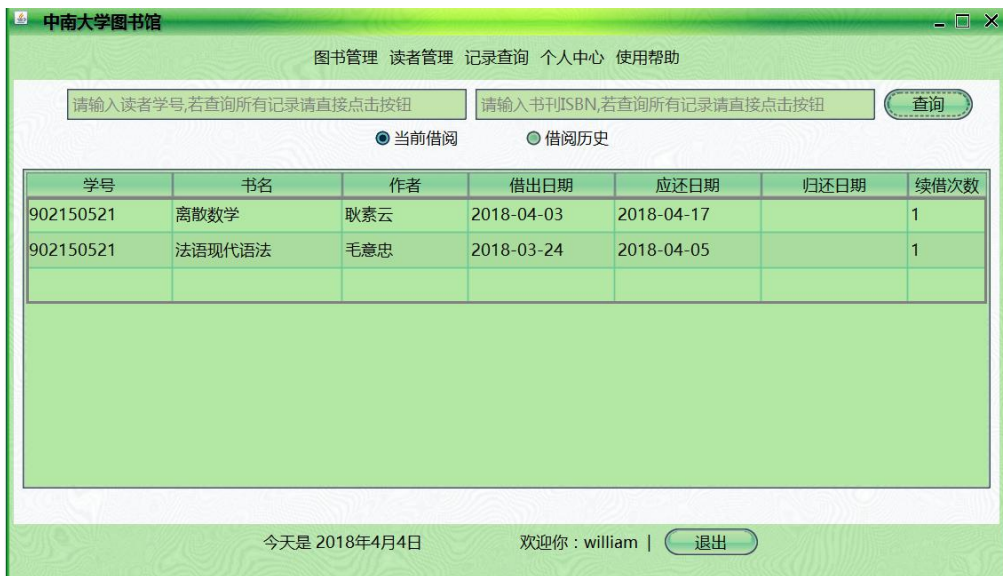 中南大学图书馆
图书管理 读者管理 记录查询 个人中心 使用帮助
请输入读者学号,若查询所有记录请直接点击按钮 请输入书刊ISBN,若查询所有记录请直接点击按钮 查询
当前借阅 借阅历史
学号 书名 作者 借出日期 应还日期 归还日期 续借次数
902150521 离散数学 耿素云 2018-04-03 2018-04-17 1
902150521 法语现代语法 毛意忠 2018-03-24 2018-04-05 1
今天是 2018年4月4日 欢迎你：william | 退出